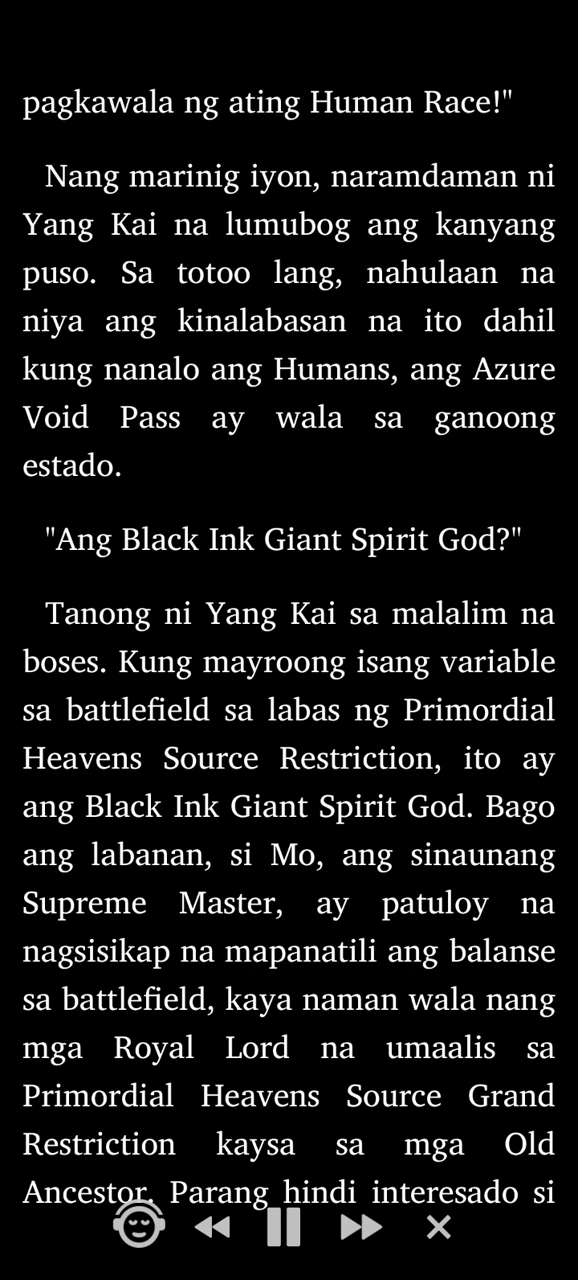 pagkawala ng ating Human Race!"
Nang marinig iyon, naramdaman ni
Yang Kai na lumubog ang kanyang
puso. Sa totoo lang, nahulaan na
niya ang kinalabasan na ito dahil
kung nanalo ang Humans, ang Azure
Void Pass ay wala sa ganoong
estado.
"Ang Black Ink Giant Spirit God?"
Tanong ni Yang Kai sa malalim na
boses. Kung mayroong isang variable
sa battlefield sa labas ng Primordial
Heavens Source Restriction, ito ay
ang Black Ink Giant Spirit God. Bago
ang labanan, si Mo, ang sinaunang
Supreme Master, ay patuloy na
nagsisikap na mapanatili ang balanse
sa battlefield, kaya naman wala nang
mga Royal Lord na umaalis sa
Primordial Heavens Source Grand
Restriction kaysa sa mga Old
Ancestor. Parang hindi interesado si